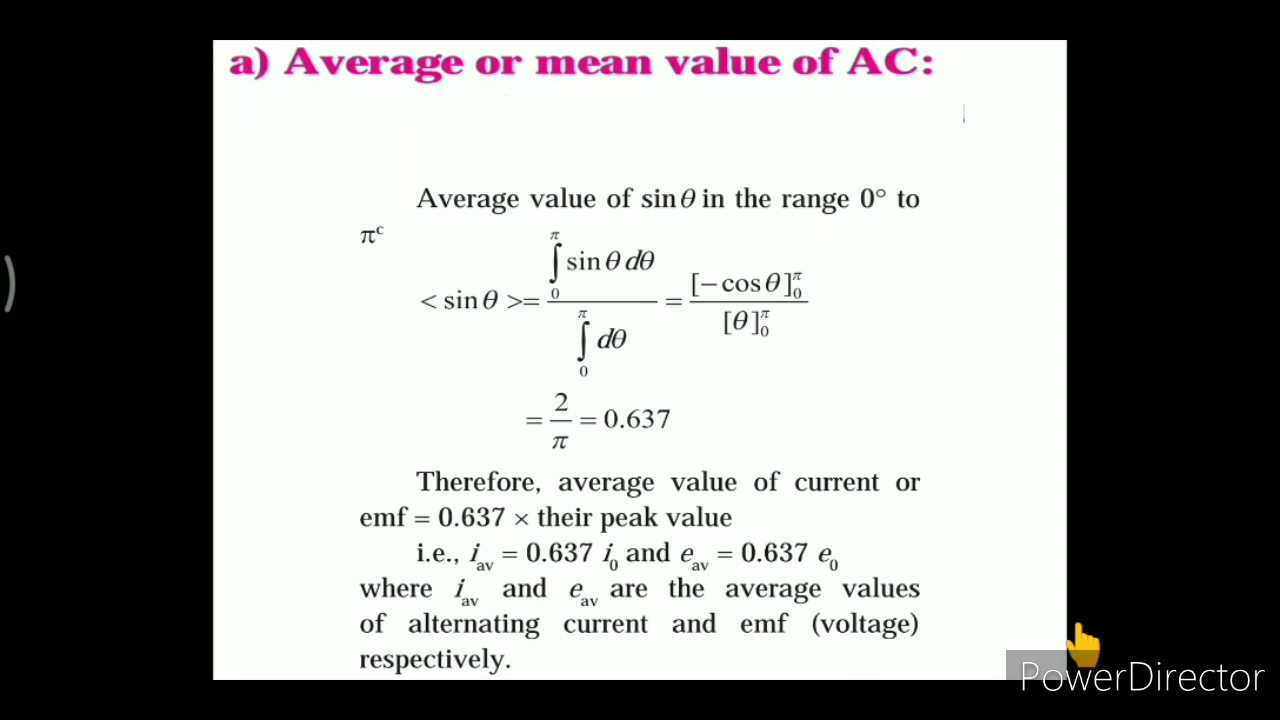 a) Average or mean value of AC:
Average value of sinθ in the range 0° to
πᶜ
< sinθ >= ∫₀^π sinθ dθ / ∫₀^π dθ = [−cosθ]₀^π / [θ]₀^π
= 2/π = 0.637
Therefore, average value of current or
emf = 0.637 × their peak value
i.e., i_av = 0.637 i₀ and e_av = 0.637 e₀
where i_av and e_av are the average values
of alternating current and emf (voltage)
respectively.
PowerDirector